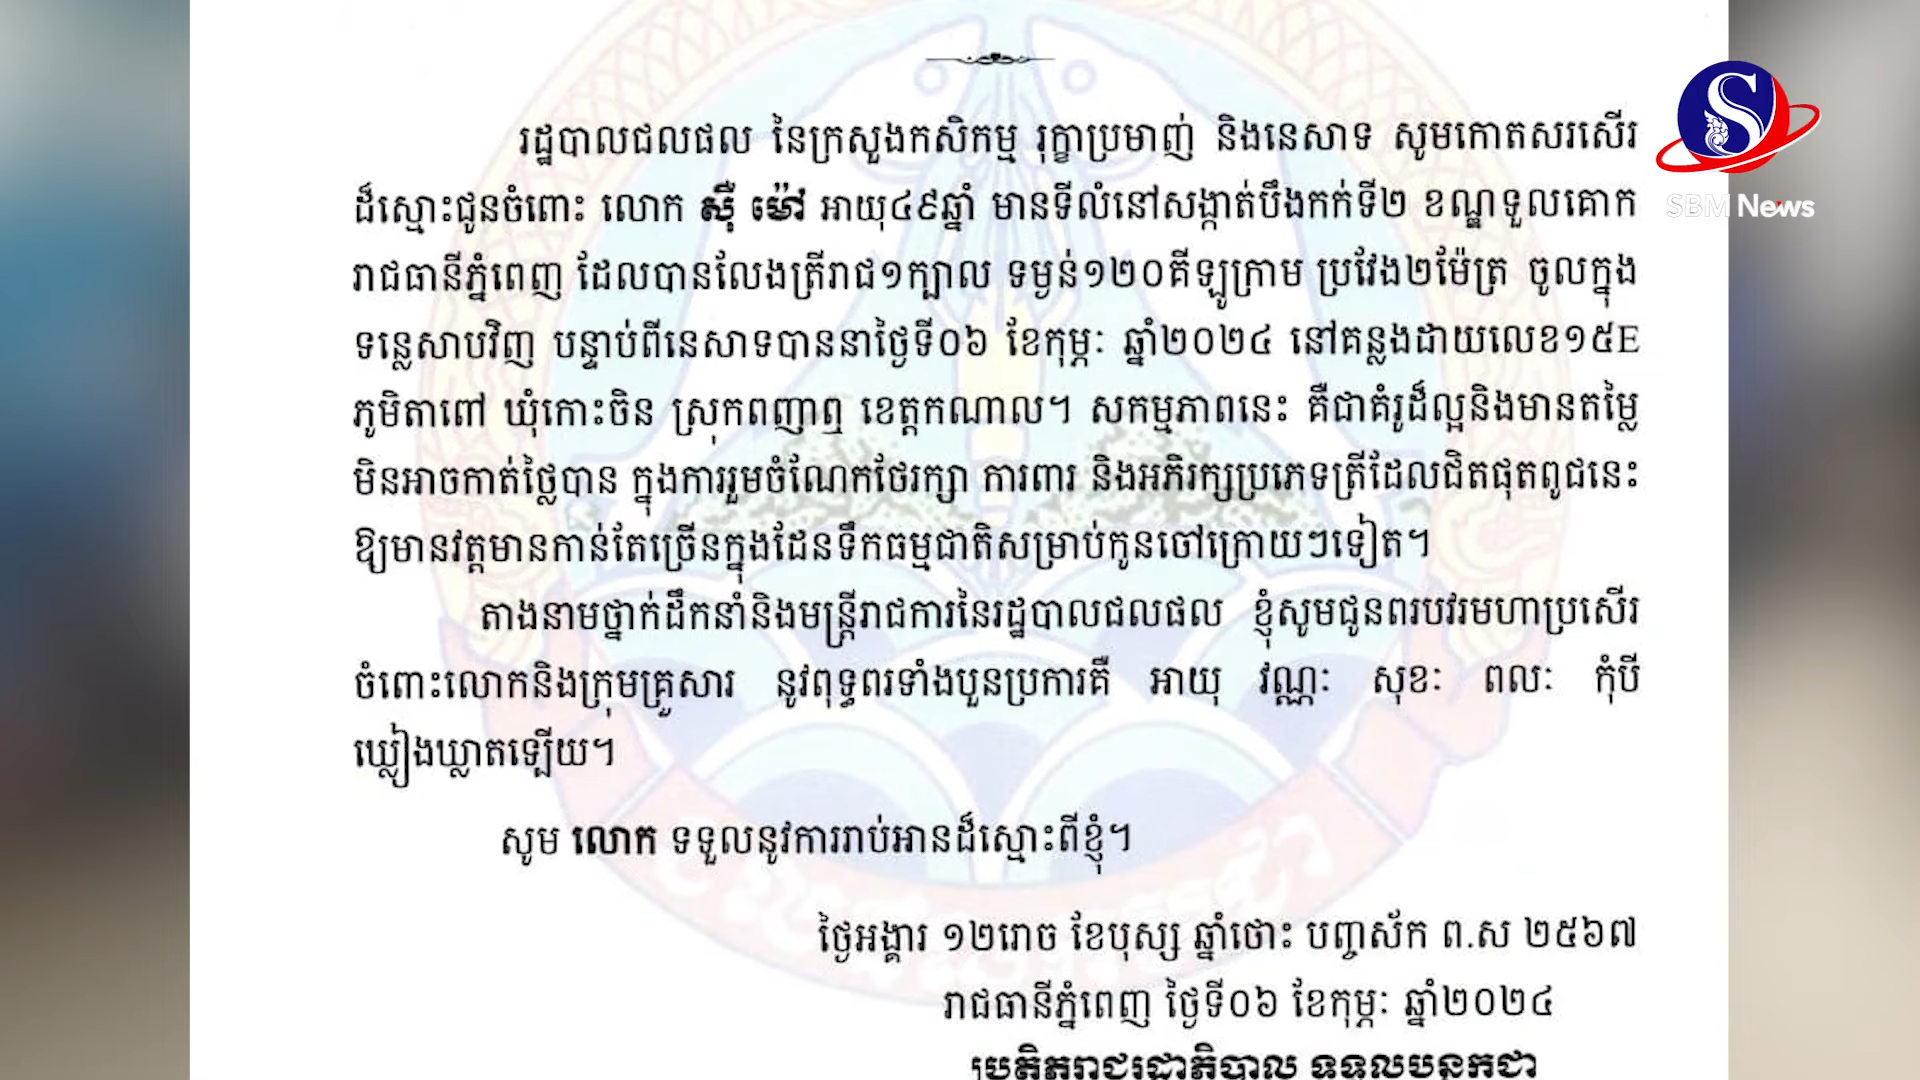 រដ្ឋបាលជលផល នៃក្រសួងកសិកម្ម រុក្ខាប្រមាញ់ និងនេសាទ សូមកោតសរសើរ
ដ៏ស្មោះជូនចំពោះ លោក ស៊ឺ ម៉ៅ អាយុ៤៩ឆ្នាំ មានទីលំនៅសង្កាត់បឹងកក់ទី២ ខណ្ឌទួលគោក
រាជធានីភ្នំពេញ ដែលបានលែងត្រីរាជ១ក្បាល ទម្ងន់១២០គីឡូក្រាម ប្រវែង២ម៉ែត្រ ចូលក្នុង
ទន្លេសាបវិញ បន្ទាប់ពីនេសាទបាននាថ្ងៃទី០៦ ខែកុម្ភៈ ឆ្នាំ២០២៤ នៅគន្លងដាយលេខ១៥E
ភូមិតាពៅ ឃុំកោះចិន ស្រុកពញាឮ ខេត្តកណាល។ សកម្មភាពនេះ គឺជាគំរូដ៏ល្អនិងមានតម្លៃ
មិនអាចកាត់ថ្លៃបាន ក្នុងការរួមចំណែកថែរក្សា ការពារ និងអភិរក្សប្រភេទត្រីដែលជិតផុតពូជនេះ
ឱ្យមានវត្តមានកាន់តែច្រើនក្នុងដែនទឹកធម្មជាតិសម្រាប់កូនចៅក្រោយៗទៀត។
តាងនាមថ្នាក់ដឹកនាំនិងមន្ត្រីរាជការនៃរដ្ឋបាលជលផល ខ្ញុំសូមជូនពរបវរមហាប្រសើរ
ចំពោះលោកនិងក្រុមគ្រួសារ នូវពុទ្ធពរទាំងបួនប្រការគឺ អាយុ វណ្ណៈ សុខៈ ពលៈ កុំបី
ឃ្លៀងឃ្លាតឡើយ។
សូម លោក ទទួលនូវការរាប់អានដ៏ស្មោះពីខ្ញុំ។
ថ្ងៃអង្គារ ១២រោច ខែបុស្ស ឆ្នាំថោះ បញ្ចស័ក ព.ស ២៥៦៧
រាជធានីភ្នំពេញ ថ្ងៃទី០៦ ខែកុម្ភៈ ឆ្នាំ២០២៤
ប្រតិភូរាជរដ្ឋាភិបាល ទទួលបន្ទុកជា
SBM News